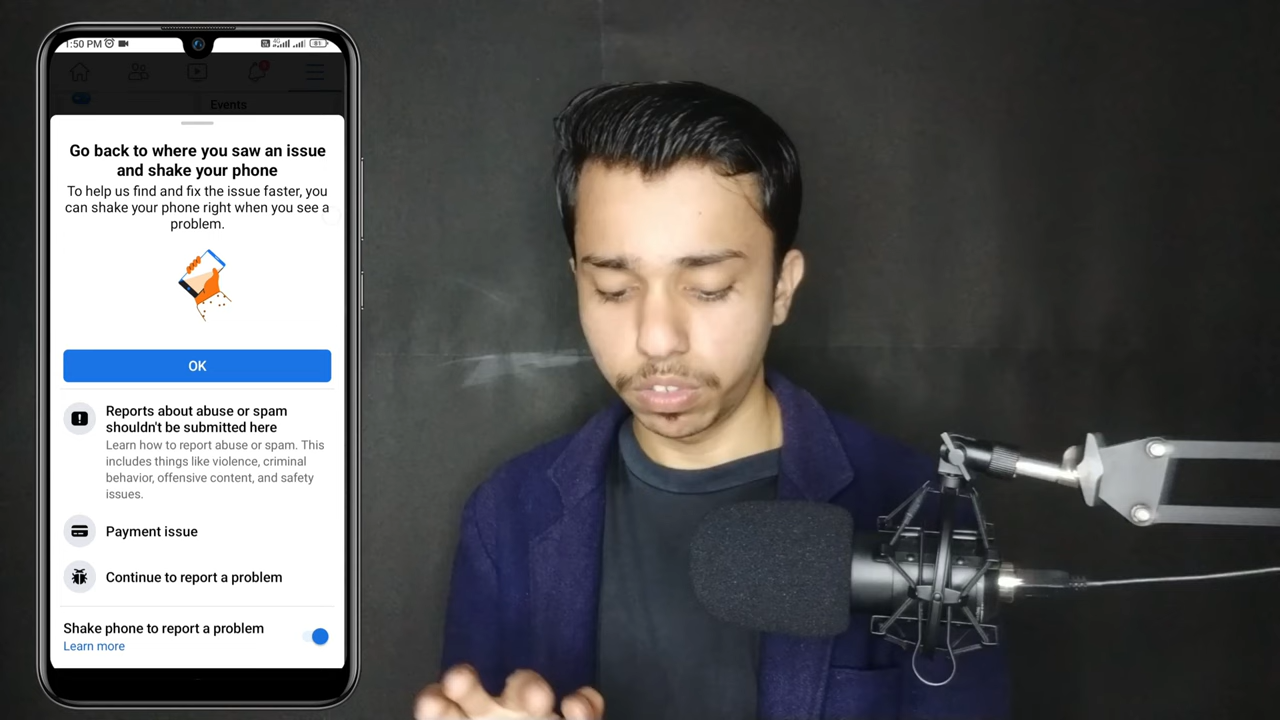 1:50 PM
4G
81
Events
Go back to where you saw an issue
and shake your phone
To help us find and fix the issue faster, you
can shake your phone right when you see a
problem.
OK
Reports about abuse or spam
shouldn't be submitted here
Learn how to report abuse or spam. This
includes things like violence, criminal
behavior, offensive content, and safety
issues.
Payment issue
Continue to report a problem
Shake phone to report a problem
Learn more